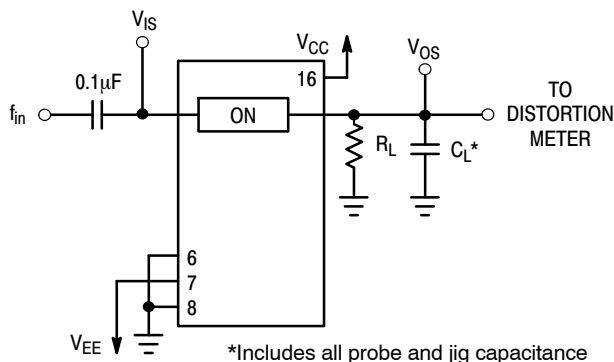 V_IS
V_CC
V_OS
0.1μF
16
f_in
ON
TO
DISTORTION
METER
R_L
C_L*
6
7
8
V_EE
*Includes all probe and jig capacitance